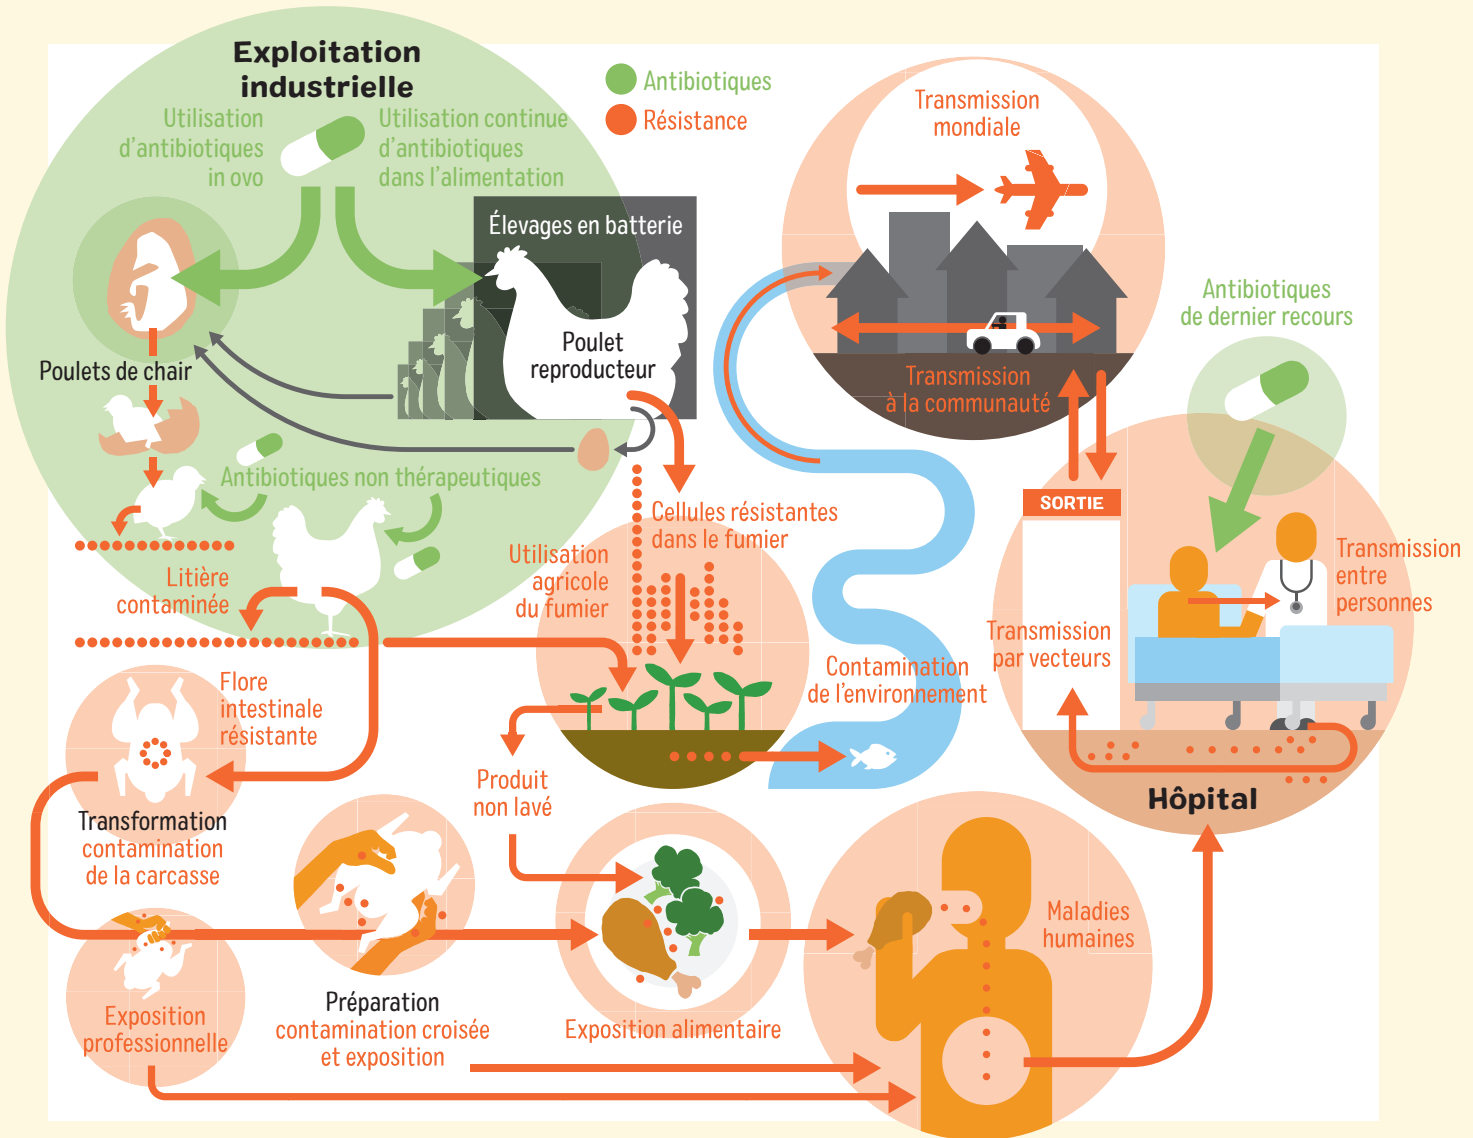 Exploitation
industrielle
Utilisation
d’antibiotiques
in ovo
Utilisation continue
d’antibiotiques
dans l’alimentation
Antibiotiques
Résistance
Élevages en batterie
Poulet
reproducteur
Poulets de chair
Antibiotiques non thérapeutiques
Litière
contaminée
Cellules résistantes
dans le fumier
Utilisation
agricole
du fumier
Transmission
mondiale
Transmission
à la communauté
Antibiotiques
de dernier recours
SORTIE
Transmission
entre
personnes
Transmission
par vecteurs
Contamination
de l’environnement
Hôpital
Flore
intestinale
résistante
Transformation
contamination
de la carcasse
Produit
non lavé
Exposition
professionnelle
Préparation
contamination croisée
et exposition
Exposition alimentaire
Maladies
humaines